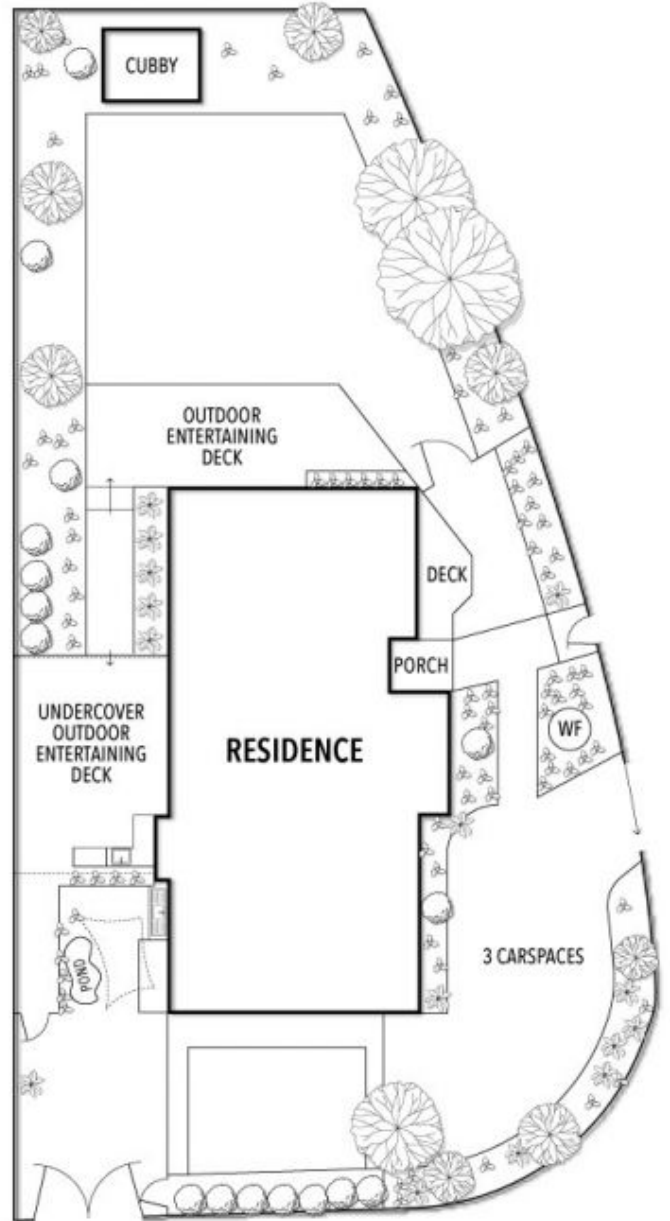 CUBBY
OUTDOOR
ENTERTAINING
DECK
DECK
PORCH
UNDERCOVER
OUTDOOR
ENTERTAINING
DECK
RESIDENCE
WF
POND
3 CARSPACES